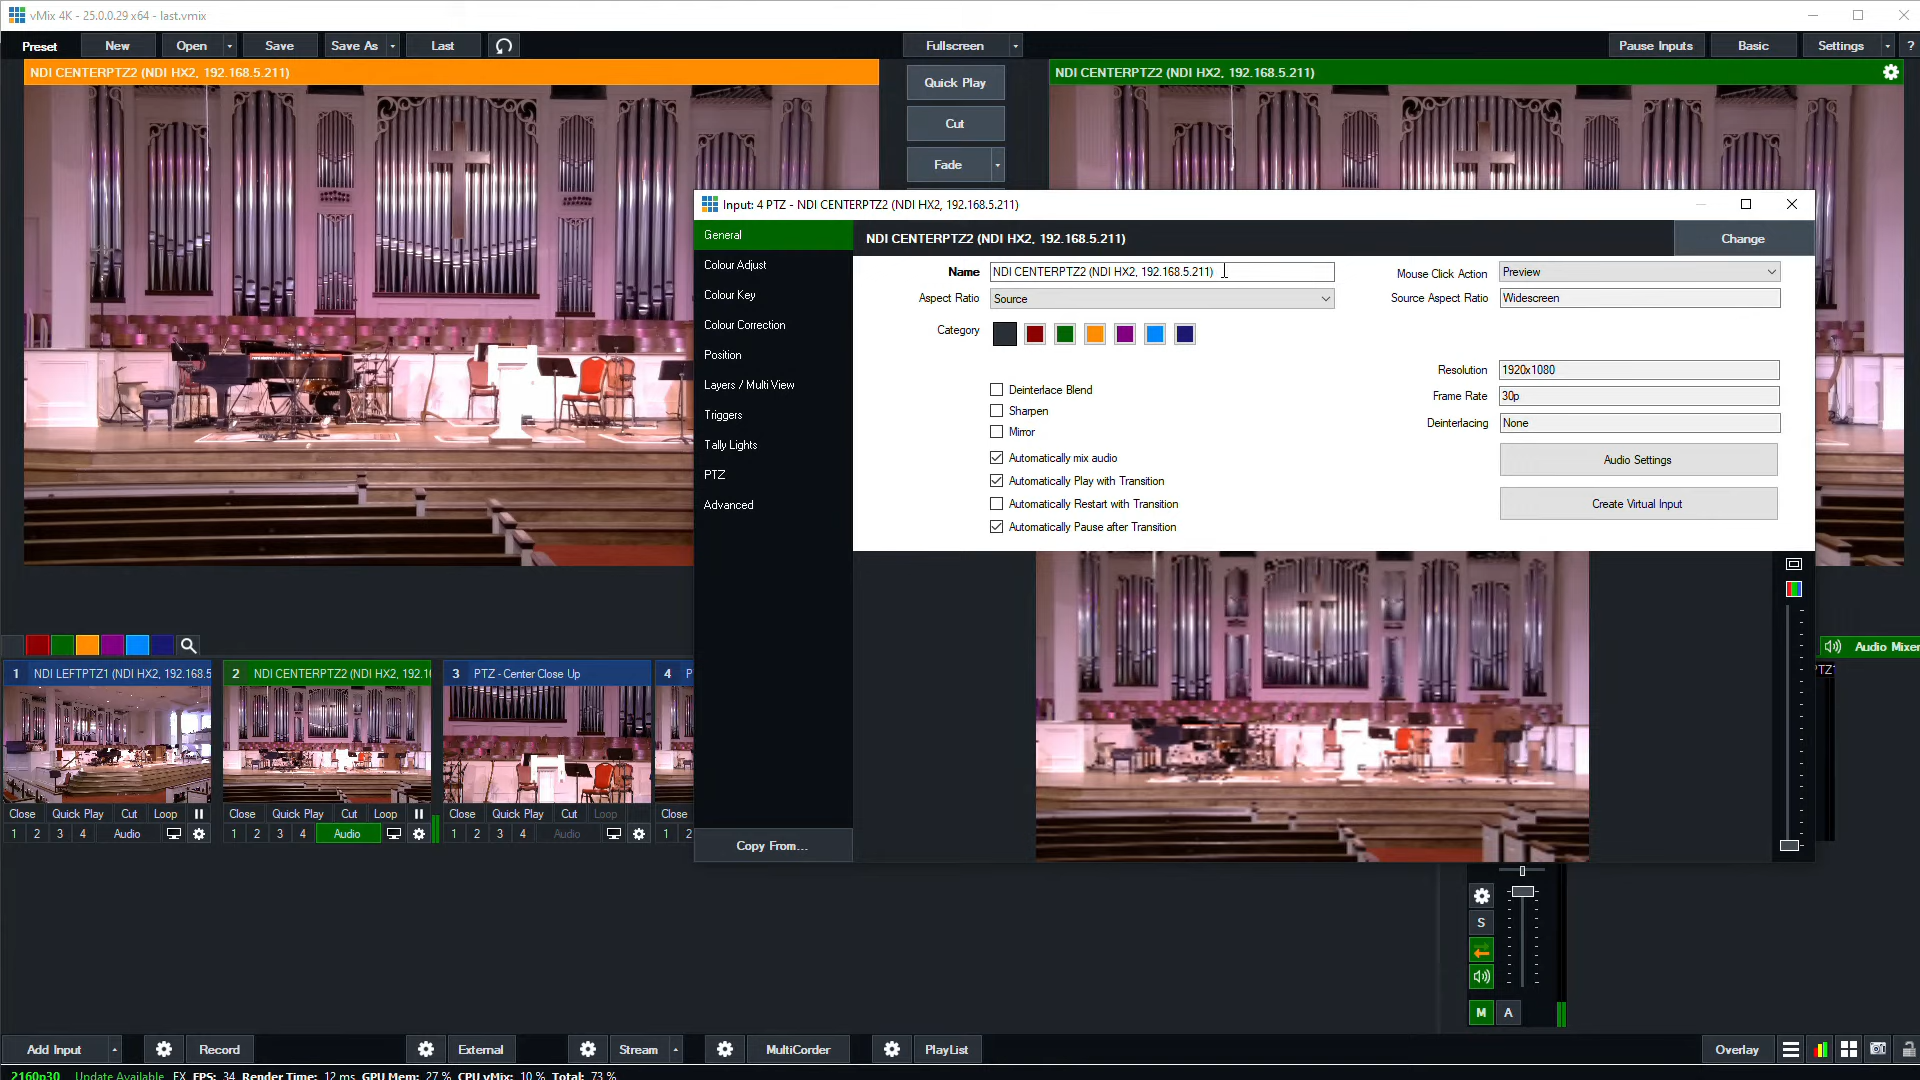 vMix 4K - 25.0.0.29 x64 - last.vmix
Preset New Open Save Save As Last Fullscreen Pause Inputs Basic Settings ?
NDI CENTERPTZ2 (NDI HX2, 192.168.5.211)
Quick Play
Cut
Fade
NDI CENTERPTZ2 (NDI HX2, 192.168.5.211)
Input: 4 PTZ - NDI CENTERPTZ2 (NDI HX2, 192.168.5.211)
General
Colour Adjust
Colour Key
Colour Correction
Position
Layers / Multi View
Triggers
Tally Lights
PTZ
Advanced
Copy From...
NDI CENTERPTZ2 (NDI HX2, 192.168.5.211)
Change
Name NDI CENTERPTZ2 (NDI HX2, 192.168.5.211)
Aspect Ratio Source
Category
Deinterlace Blend
Sharpen
Mirror
Automatically mix audio
Automatically Play with Transition
Automatically Restart with Transition
Automatically Pause after Transition
Mouse Click Action Preview
Source Aspect Ratio Widescreen
Resolution 1920x1080
Frame Rate 30p
Deinterlacing None
Audio Settings
Create Virtual Input
Audio Mixer
TZ
1 NDI LEFTPTZ1 (NDI HX2, 192.168.5
Close Quick Play Cut Loop
1 2 3 4 Audio
2 NDI CENTERPTZ2 (NDI HX2, 192.1
Close Quick Play Cut Loop
1 2 3 4 Audio
3 PTZ - Center Close Up
Close Quick Play Cut Loop
1 2 3 4 Audio
4 P
Close
1 2
S
M A
Add Input Record External Stream MultiCorder PlayList Overlay
2160p30 Update Available EX FPS: 34 Render Time: 12 ms GPU Mem: 27 % CPU vMix: 10 % Total: 73 %